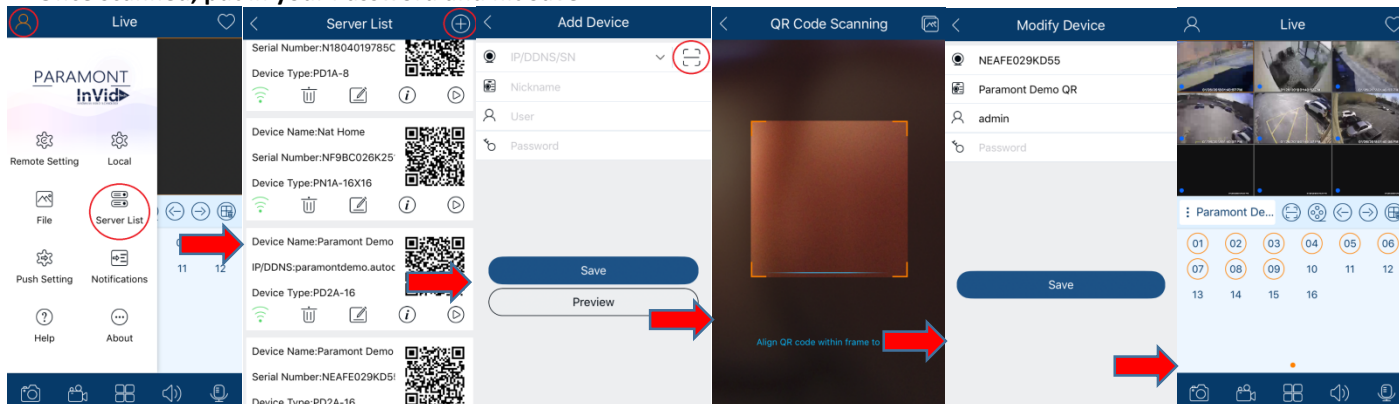 Live
PARAMONT
InVid
Remote Setting
Local
File
Server List
Push Setting
Notifications
Help
About
11 12
Server List
Serial Number:N1804019785C
Device Type:PD1A-8
Device Name:Nat Home
Serial Number:NF9BC026K25
Device Type:PN1A-16X16
Device Name:Paramont Demo
IP/DDNS:paramontdemo.autoc
Device Type:PD2A-16
Device Name:Paramont Demo
Serial Number:NEAFE029KD5
Device Type:PD2A-16
Add Device
IP/DDNS/SN
Nickname
User
Password
Save
Preview
QR Code Scanning
Align QR code within frame to
Modify Device
NEAFE029KD55
Paramont Demo QR
admin
Password
Save
Live
Paramont De...
01 02 03 04 05 06
07 08 09 10 11 12
13 14 15 16